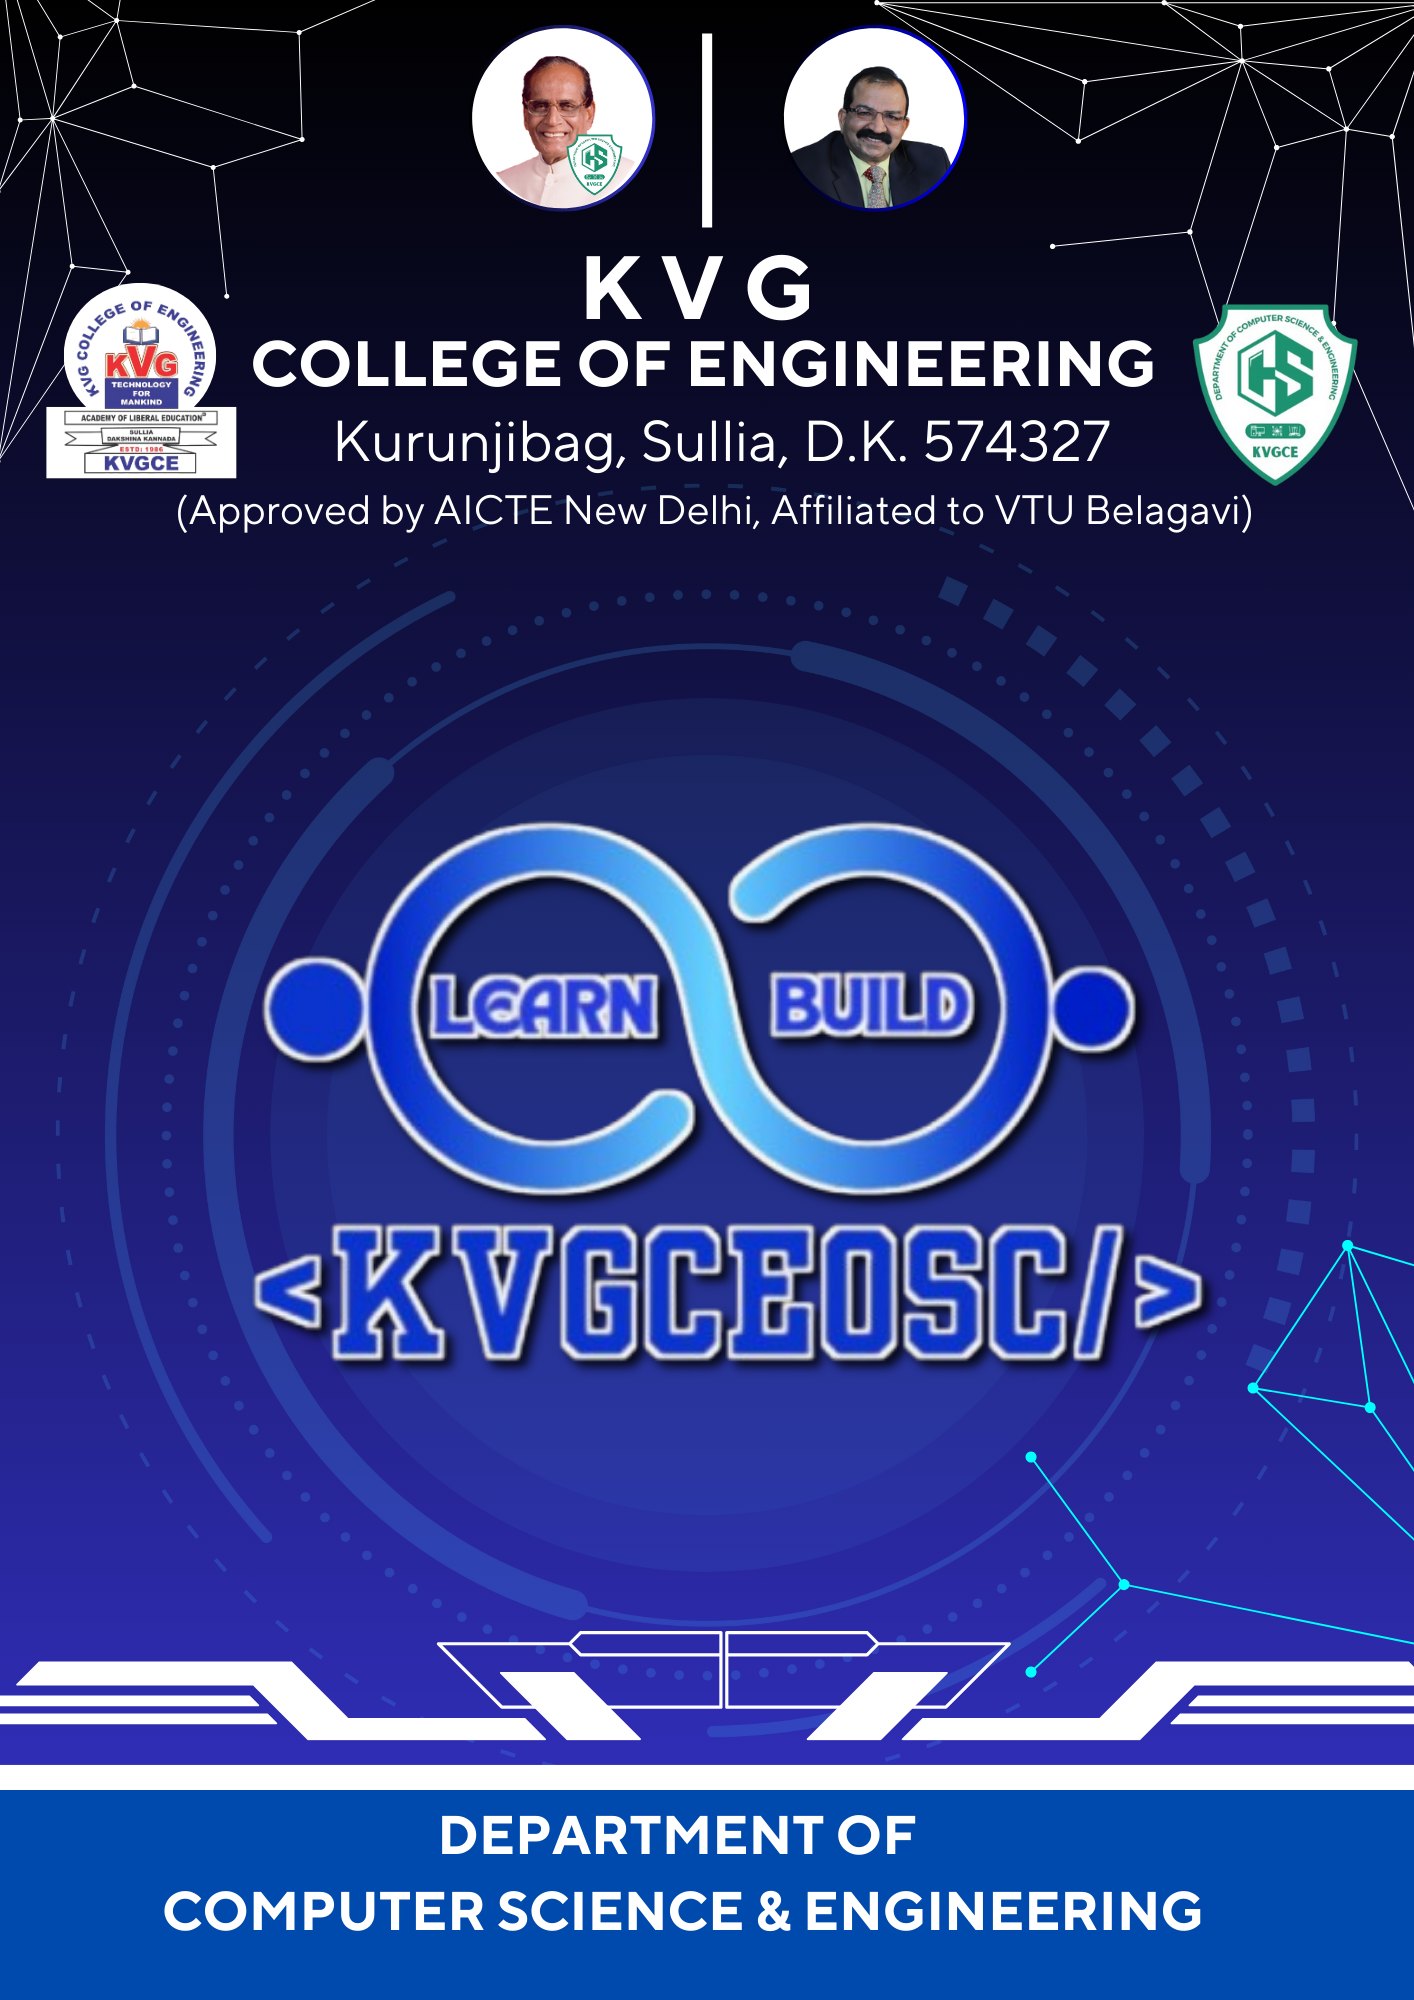 K V G
COLLEGE OF ENGINEERING
Kurunjibag, Sullia, D.K. 574327
(Approved by AICTE New Delhi, Affiliated to VTU Belagavi)
KVG COLLEGE OF ENGINEERING
KVG
TECHNOLOGY
FOR
MANKIND
ACADEMY OF LIBERAL EDUCATION
SULLIA
DAKSHINA KANNADA
ESTD: 1986
KVGCE
DEPARTMENT OF COMPUTER SCIENCE & ENGINEERING
CS
KVGCE
KVGCE
LEARN BUILD
<KVGCEOSC/>
DEPARTMENT OF
COMPUTER SCIENCE & ENGINEERING